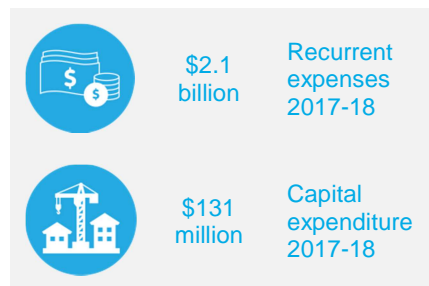 $
$
$2.1
billion
Recurrent
expenses
2017-18
$131
million
Capital
expenditure
2017-18